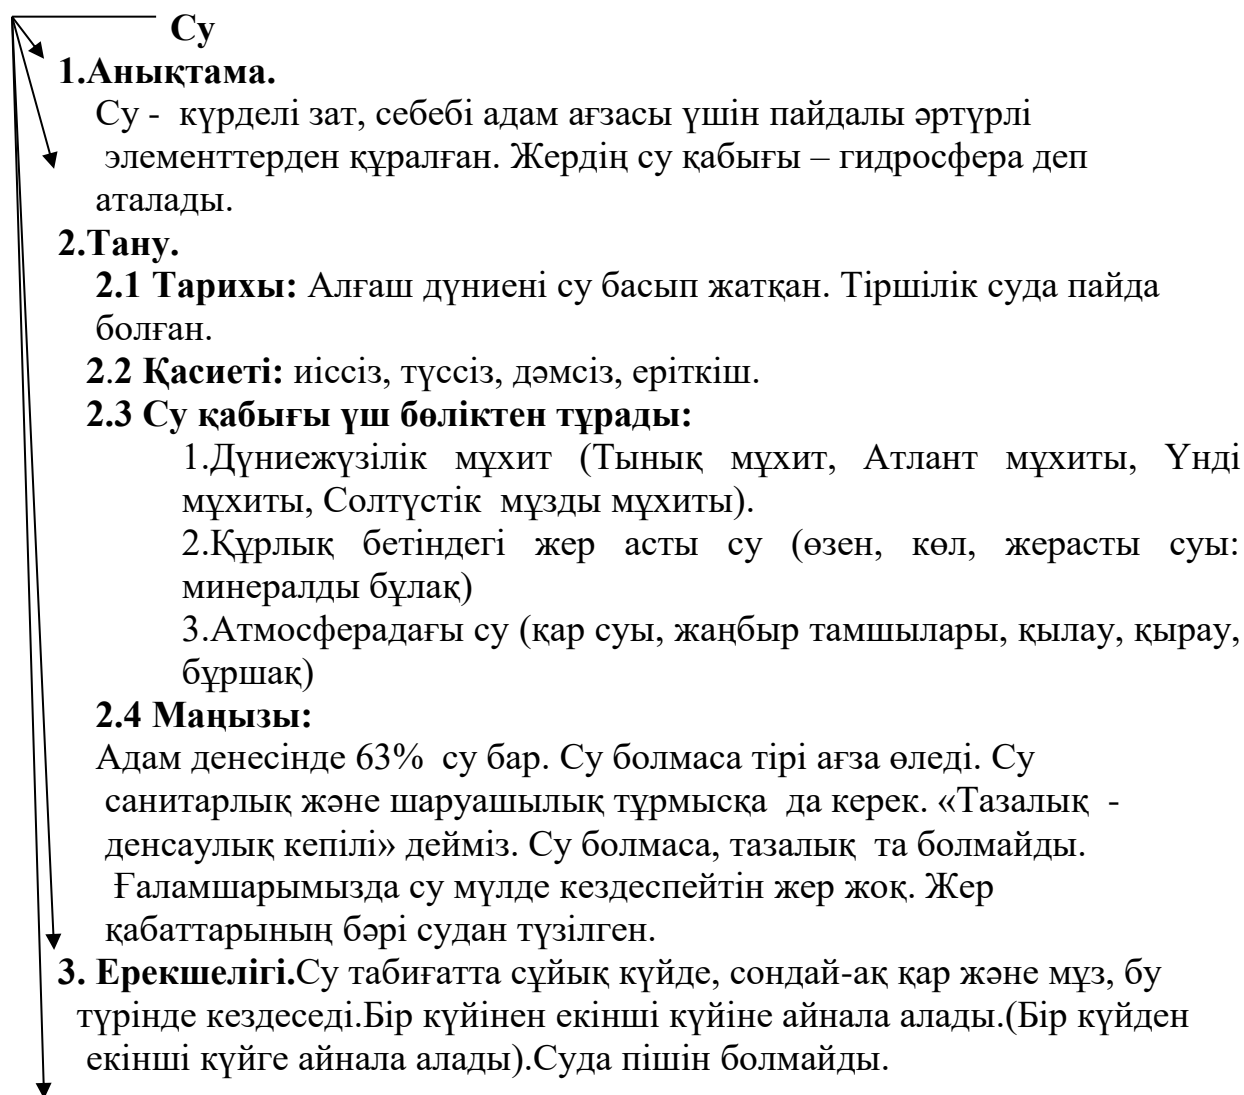 Су
1.Анықтама.
Су - күрделі зат, себебі адам ағзасы үшін пайдалы әртүрлі
элементтерден құралған. Жердің су қабығы – гидросфера деп
аталады.
2.Тану.
2.1 Тарихы: Алғаш дүниені су басып жатқан. Тіршілік суда пайда
болған.
2.2 Қасиеті: иіссіз, түссіз, дәмсіз, еріткіш.
2.3 Су қабығы үш бөліктен тұрады:
1.Дүниежүзілік мұхит (Тынық мұхит, Атлант мұхиты, Үнді
мұхиты, Солтүстік мұзды мұхиты).
2.Құрлық бетіндегі жер асты су (өзен, көл, жерасты суы:
минералды бұлақ)
3.Атмосферадағы су (қар суы, жаңбыр тамшылары, қылау, қырау,
бұршақ)
2.4 Маңызы:
Адам денесінде 63% су бар. Су болмаса тірі ағза өледі. Су
санитарлық және шаруашылық тұрмысқа да керек. «Тазалық -
денсаулық кепілі» дейміз. Су болмаса, тазалық та болмайды.
Ғаламшарымызда су мүлде кездеспейтін жер жоқ. Жер
қабаттарының бәрі судан түзілген.
3. Ерекшелігі.Су табиғатта сұйық күйде, сондай-ақ қар және мұз, бу
түрінде кездеседі.Бір күйінен екінші күйіне айнала алады.(Бір күйден
екінші күйге айнала алады).Суда пішін болмайды.